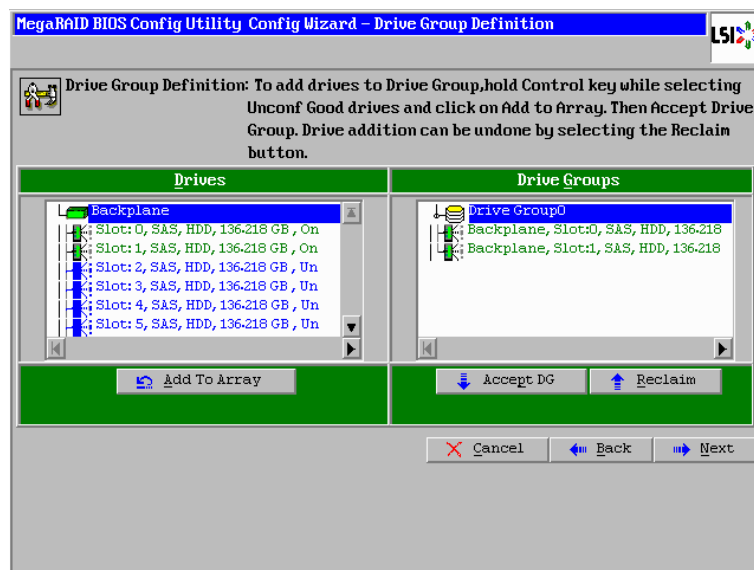 MegaRAID BIOS Config Utility Config Wizard – Drive Group Definition
LSI
Drive Group Definition: To add drives to Drive Group,hold Control key while selecting
Unconf Good drives and click on Add to Array. Then Accept Drive
Group. Drive addition can be undone by selecting the Reclaim
button.
Drives
Backplane
Slot: 0, SAS, HDD, 136.218 GB , On
Slot: 1, SAS, HDD, 136.218 GB , On
Slot: 2, SAS, HDD, 136.218 GB , Un
Slot: 3, SAS, HDD, 136.218 GB , Un
Slot: 4, SAS, HDD, 136.218 GB , Un
Slot: 5, SAS, HDD, 136.218 GB , Un
Add To Array
Drive Groups
Drive Group0
Backplane, Slot:0, SAS, HDD, 136.218
Backplane, Slot:1, SAS, HDD, 136.218
Accept DG
Reclaim
Cancel
Back
Next